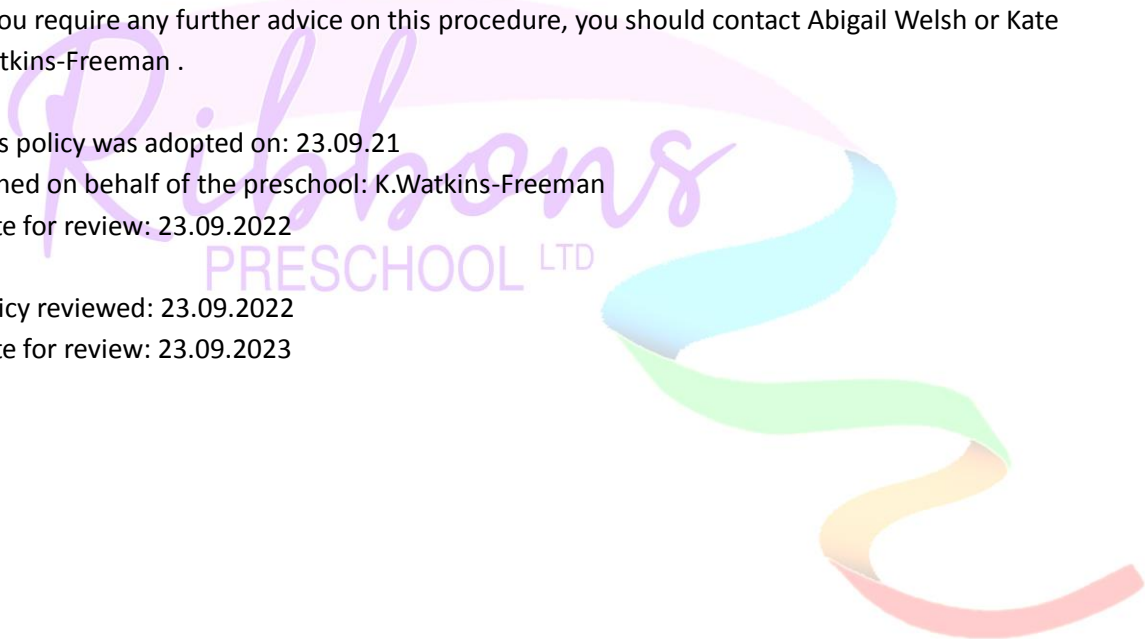 ou require any further advice on this procedure, you should contact Abigail Welsh or Kate
tkins-Freeman .
s policy was adopted on: 23.09.21
ned on behalf of the preschool: K.Watkins-Freeman
te for review: 23.09.2022
icy reviewed: 23.09.2022
te for review: 23.09.2023
Ribbons
PRESCHOOL LTD